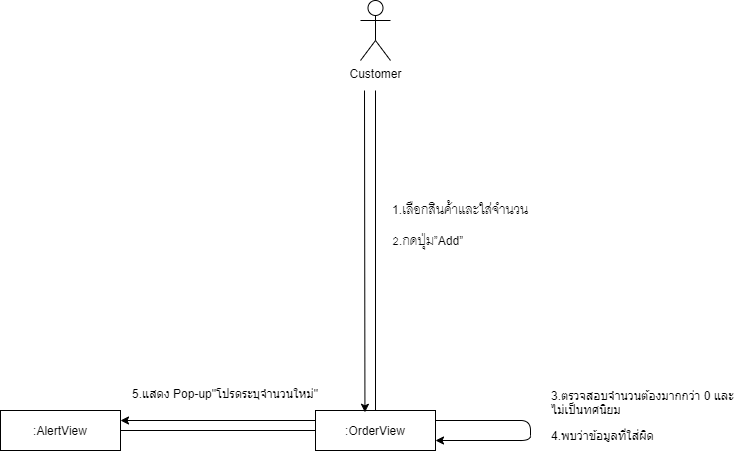 Customer
1.เลือกสินค้าและใส่จำนวน
2.กดปุ่ม"Add"
5.แสดง Pop-up"โปรดระบุจำนวนใหม่"
3.ตรวจสอบจำนวนต้องมากกว่า 0 และ
ไม่เป็นทศนิยม
4.พบว่าข้อมูลที่ใส่ผิด
:AlertView
:OrderView